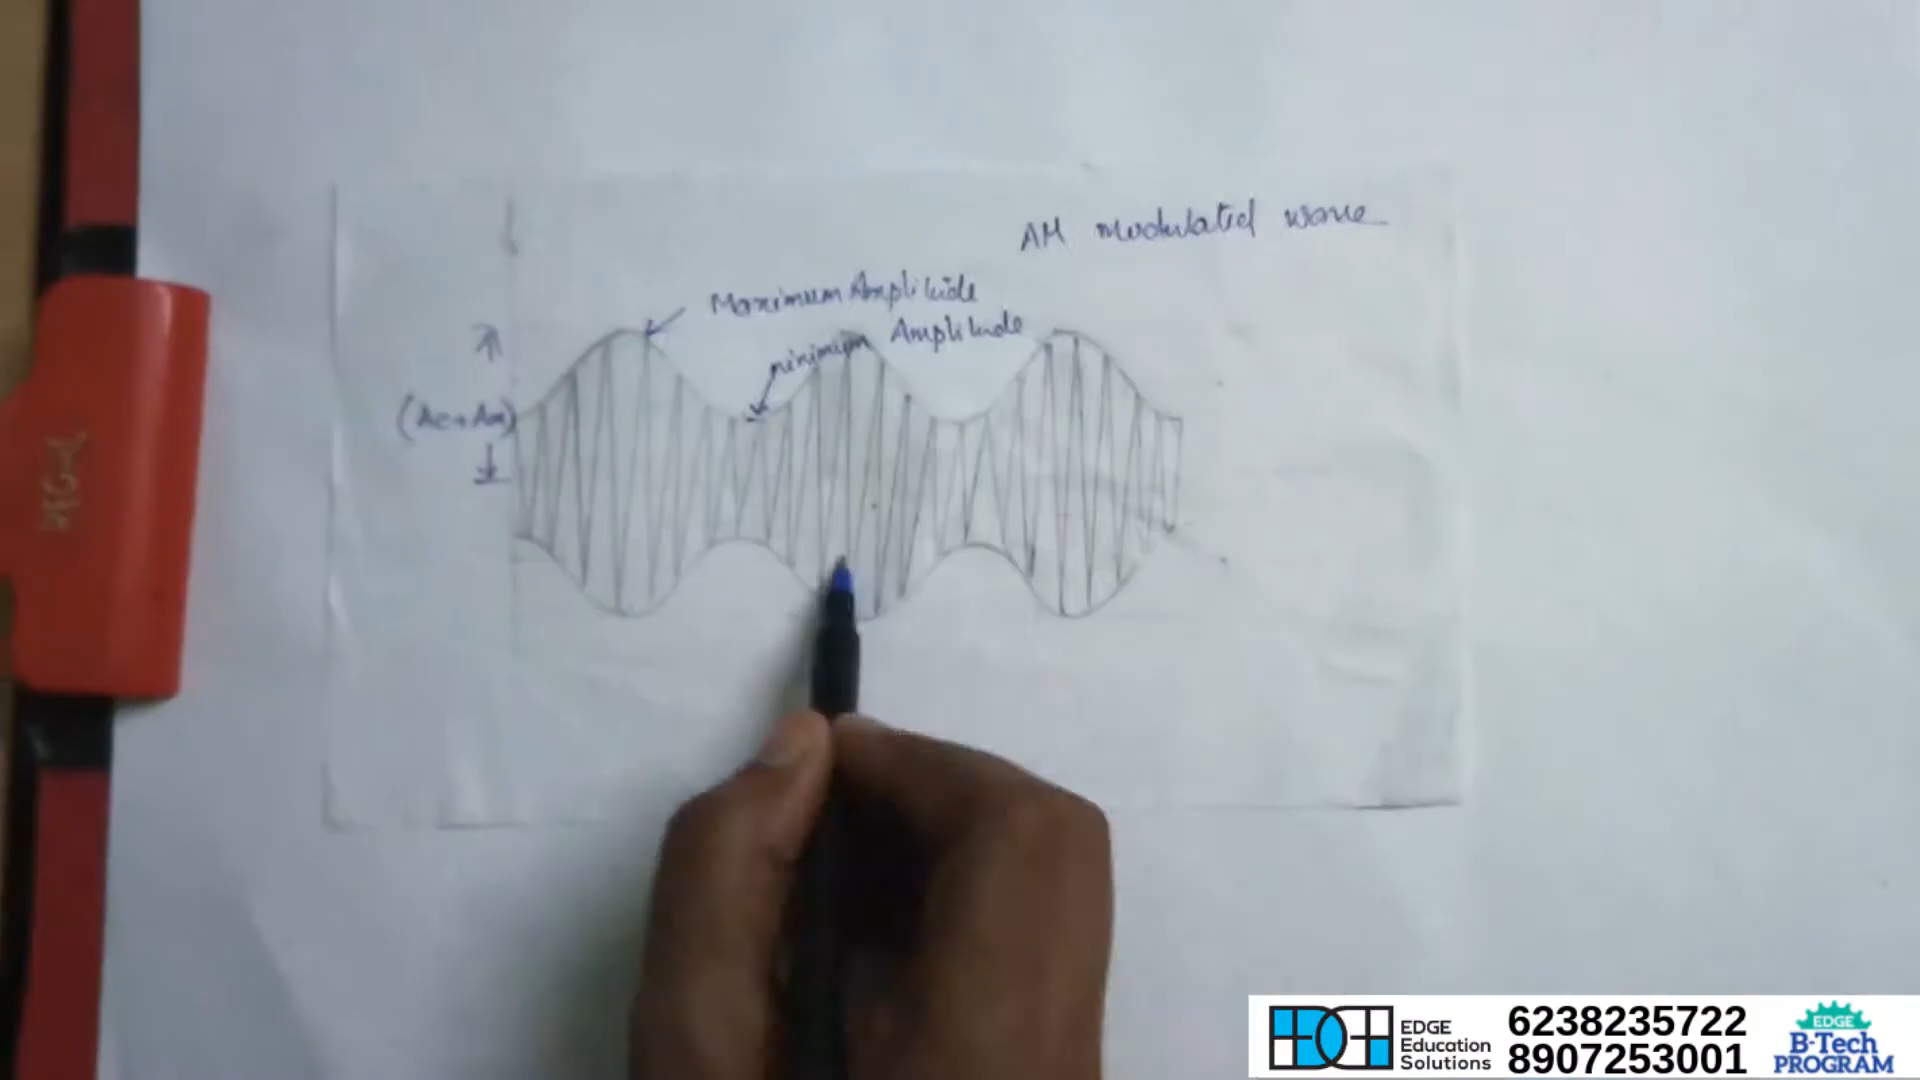 AM modulated wave
Maximum Amplitude
minimum Amplitude
(Ac+Am)
EDGE
Education
Solutions
6238235722
8907253001
EDGE
B-Tech
PROGRAM